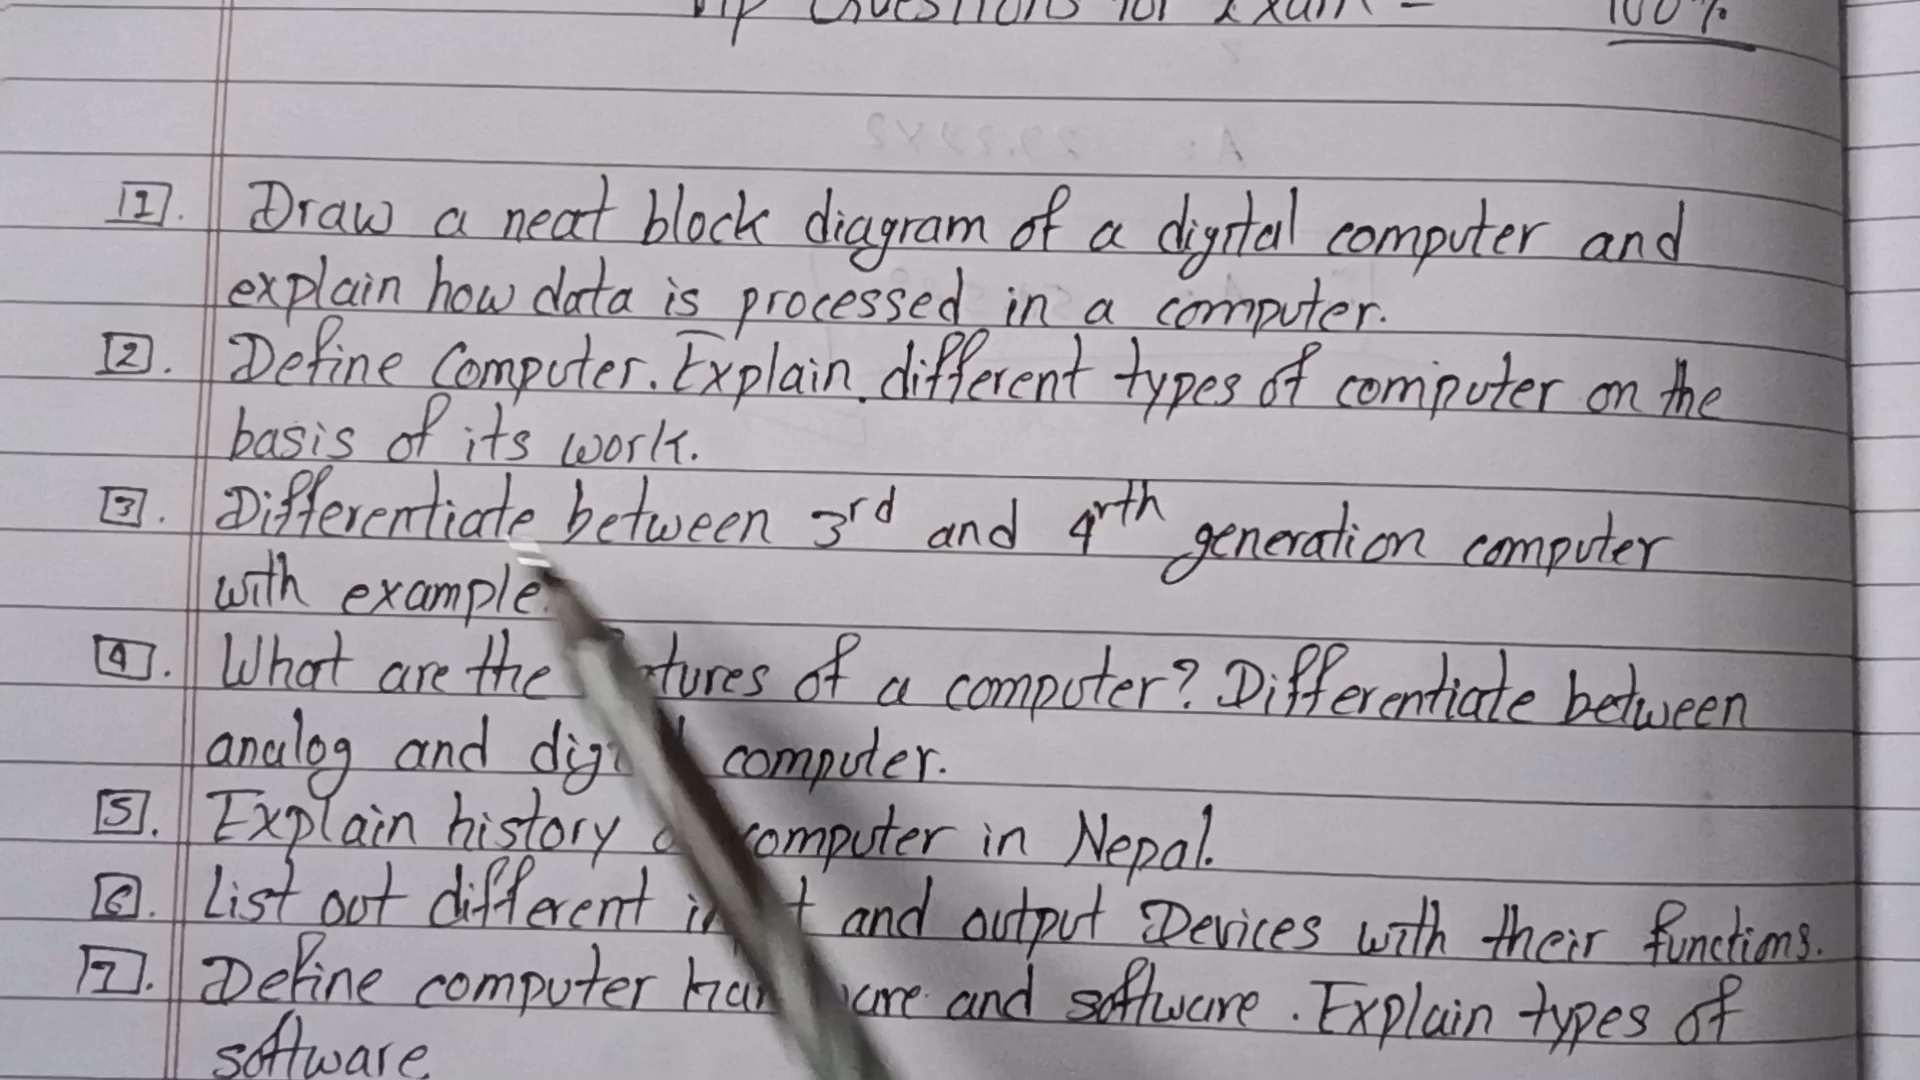 Questions for Exam - 100%
1. Draw a neat block diagram of a digital computer and
explain how data is processed in a computer.
2. Define Computer. Explain different types of computer on the
basis of its work.
3. Differentiate between 3rd and 4rth generation computer
with example.
4. What are the of a computer? Differentiate between
analog and computer.
5. Explain history computer in Nepal.
6. List out different and output Devices with their functions.
7. Define computer and software. Explain types of
software.